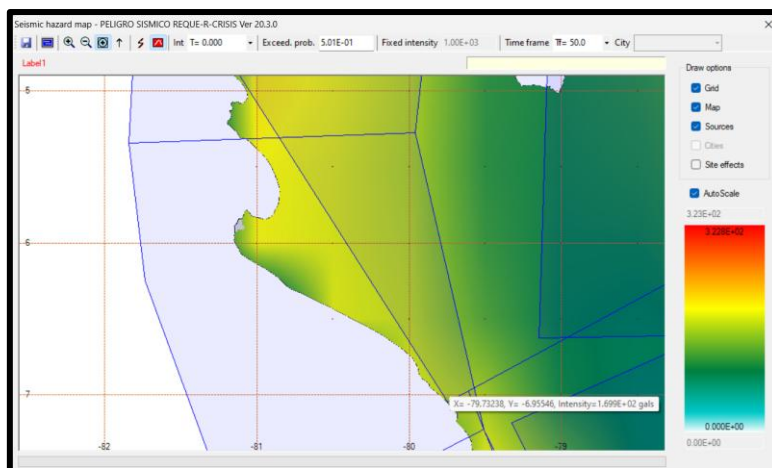 Seismic hazard map - PELIGRO SISMICO REQUE-R-CRISIS Ver 20.3.0
Int T= 0.000 Exceed. prob. 5.01E-01 Fixed intensity 1.00E+03 Time frame Tf= 50.0 City
Label1
Draw options
Grid
Map
Sources
Cities
Site effects
AutoScale
3.23E+02
3.228E+02
0.000E+00
0.00E+00
5
6
7
X= -79.73238, Y= -6.95546, Intensity=1.699E+02 gals
-82 -81 -80 -79